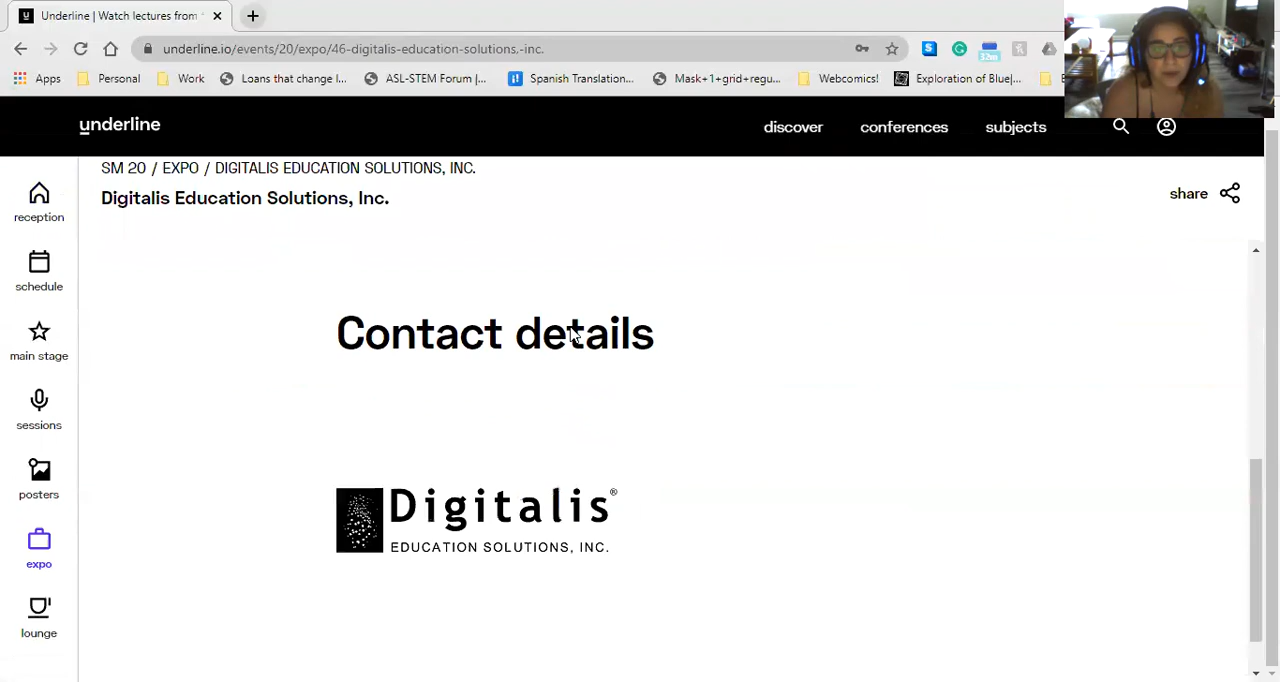 Underline | Watch lectures from
underline.io/events/20/expo/46-digitalis-education-solutions.-inc.
Apps
Personal
Work
Loans that change l...
ASL-STEM Forum |...
Spanish Translation...
Mask+1+grid+regu...
Webcomics!
Exploration of Blue|...
underline
discover
conferences
subjects
SM 20 / EXPO / DIGITALIS EDUCATION SOLUTIONS, INC.
Digitalis Education Solutions, Inc.
share
reception
schedule
main stage
sessions
posters
expo
lounge
Contact details
Digitalis®
EDUCATION SOLUTIONS, INC.